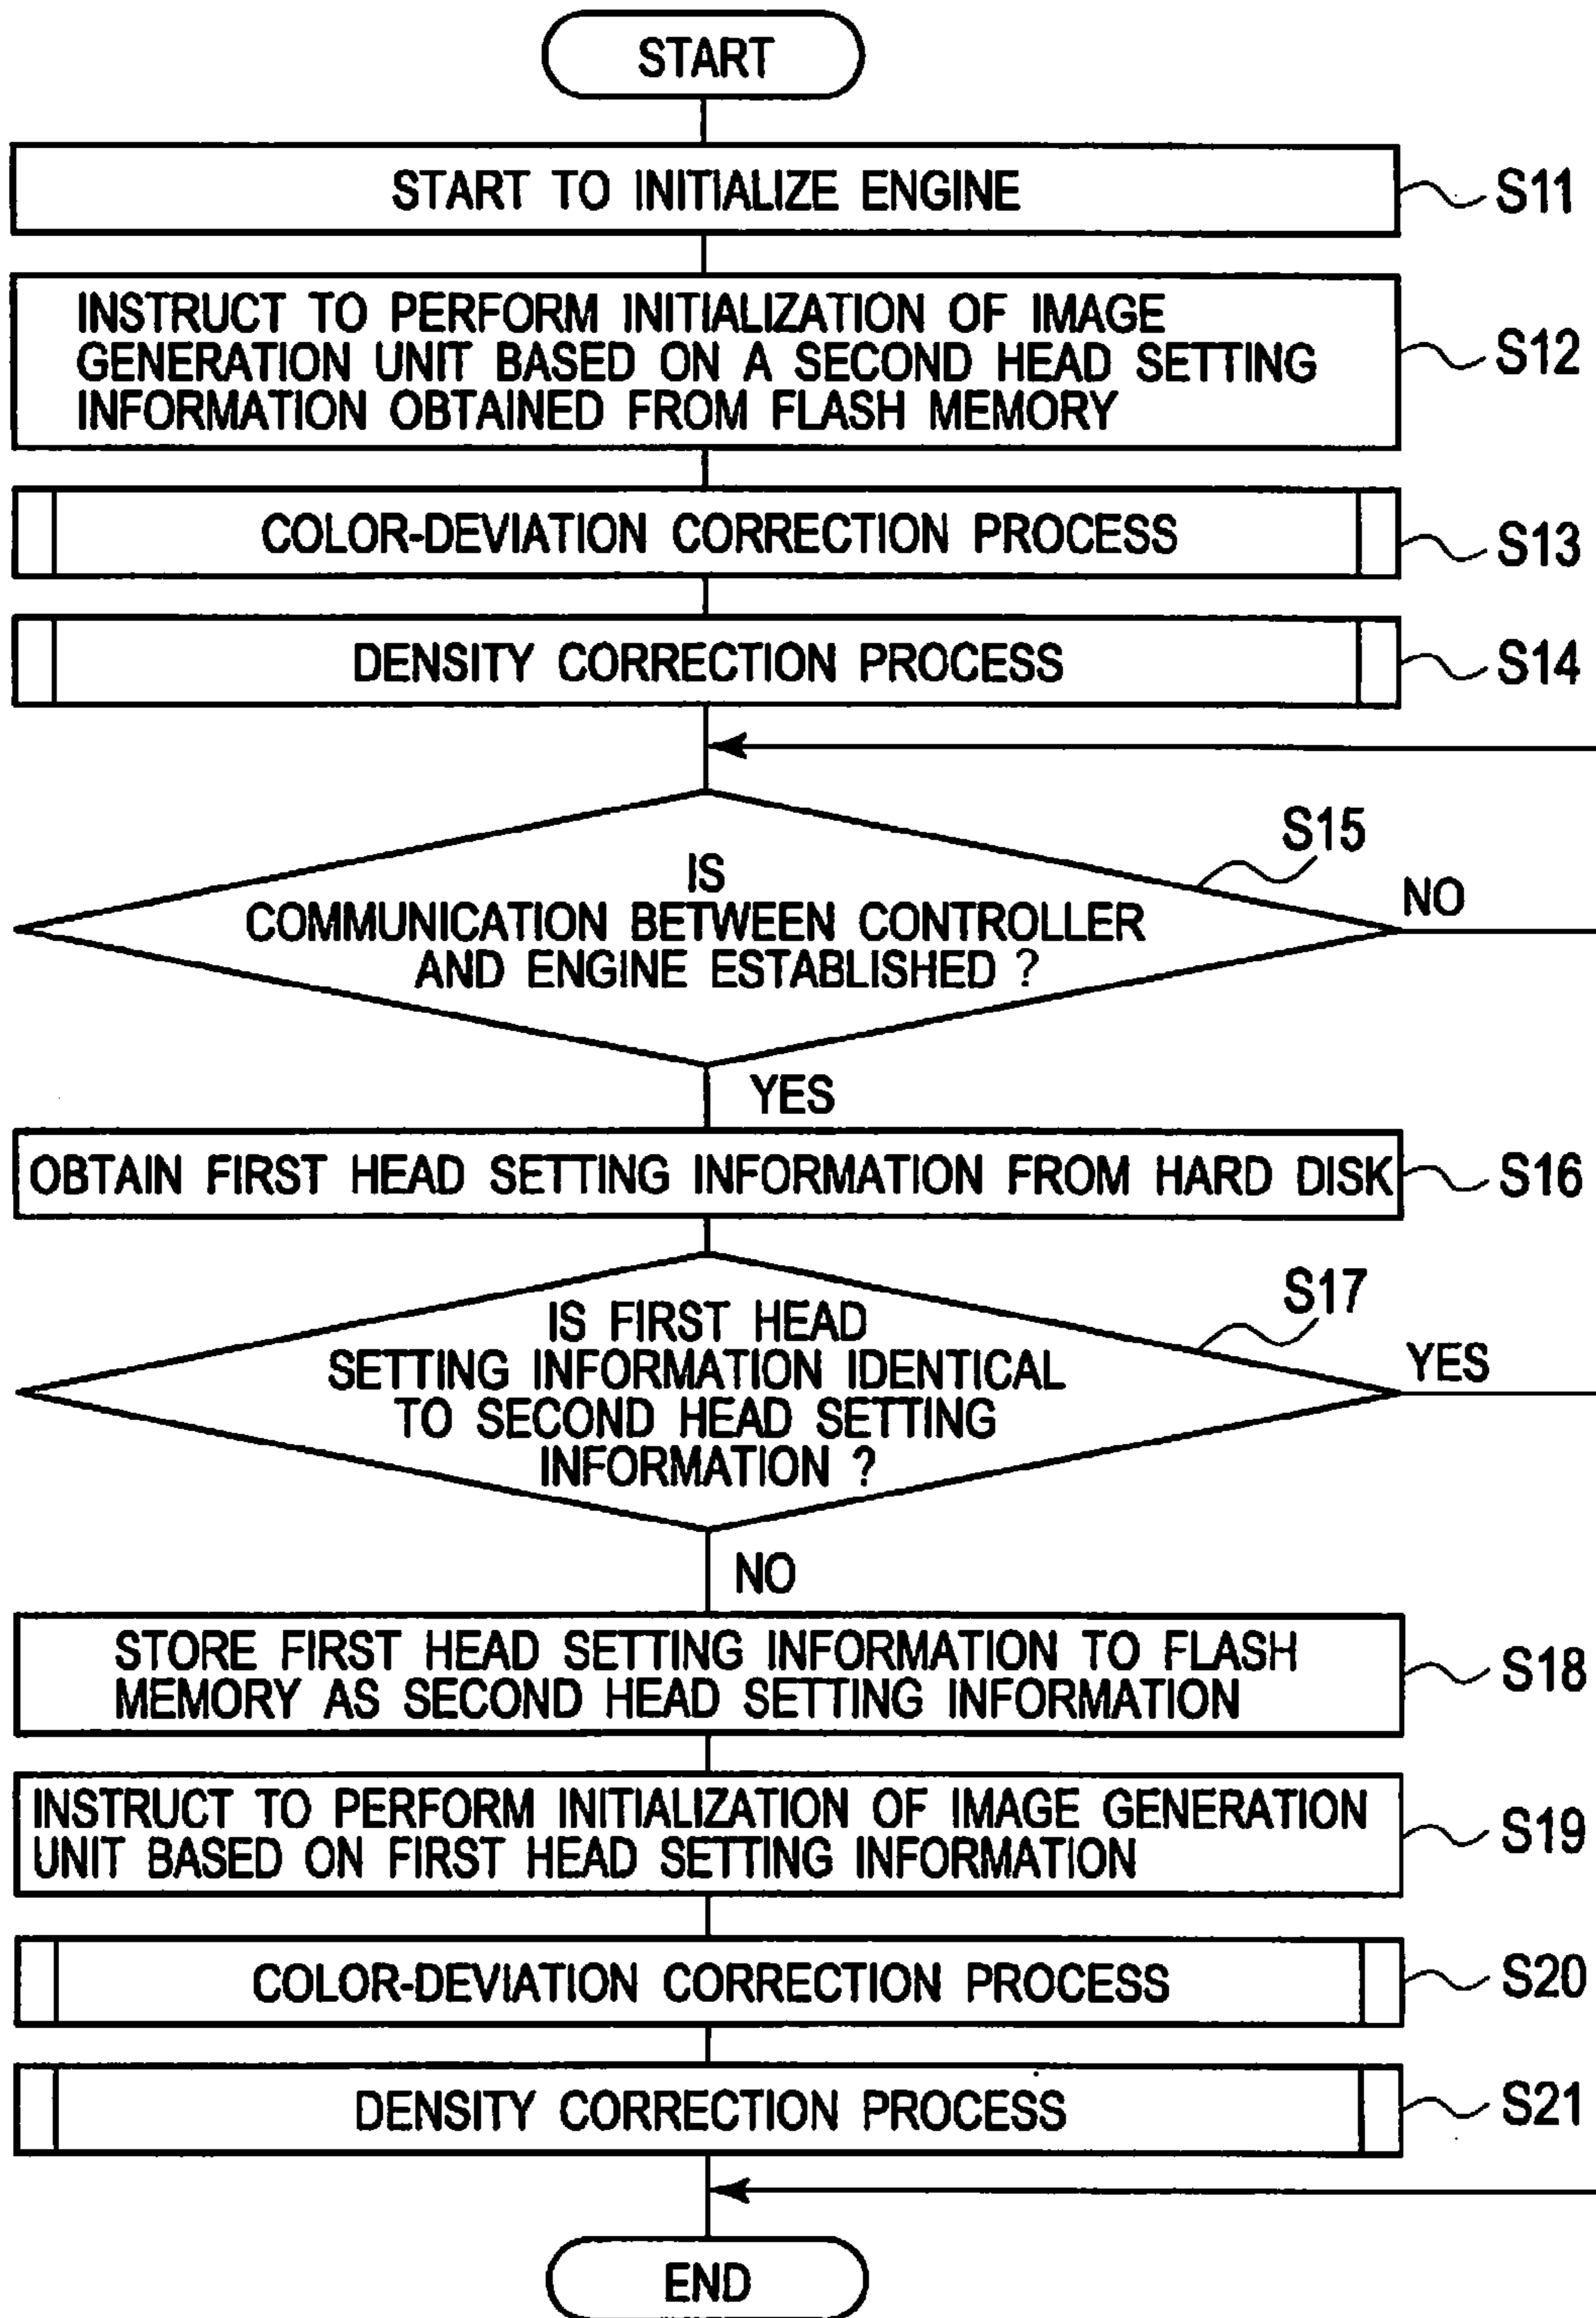 START
START TO INITIALIZE ENGINE
S11
INSTRUCT TO PERFORM INITIALIZATION OF IMAGE
GENERATION UNIT BASED ON A SECOND HEAD SETTING
INFORMATION OBTAINED FROM FLASH MEMORY
S12
COLOR-DEVIATION CORRECTION PROCESS
S13
DENSITY CORRECTION PROCESS
S14
S15
IS
COMMUNICATION BETWEEN CONTROLLER
AND ENGINE ESTABLISHED ?
NO
YES
OBTAIN FIRST HEAD SETTING INFORMATION FROM HARD DISK
S16
S17
IS FIRST HEAD
SETTING INFORMATION IDENTICAL
TO SECOND HEAD SETTING
INFORMATION ?
YES
NO
STORE FIRST HEAD SETTING INFORMATION TO FLASH
MEMORY AS SECOND HEAD SETTING INFORMATION
S18
INSTRUCT TO PERFORM INITIALIZATION OF IMAGE GENERATION
UNIT BASED ON FIRST HEAD SETTING INFORMATION
S19
COLOR-DEVIATION CORRECTION PROCESS
S20
DENSITY CORRECTION PROCESS
S21
END